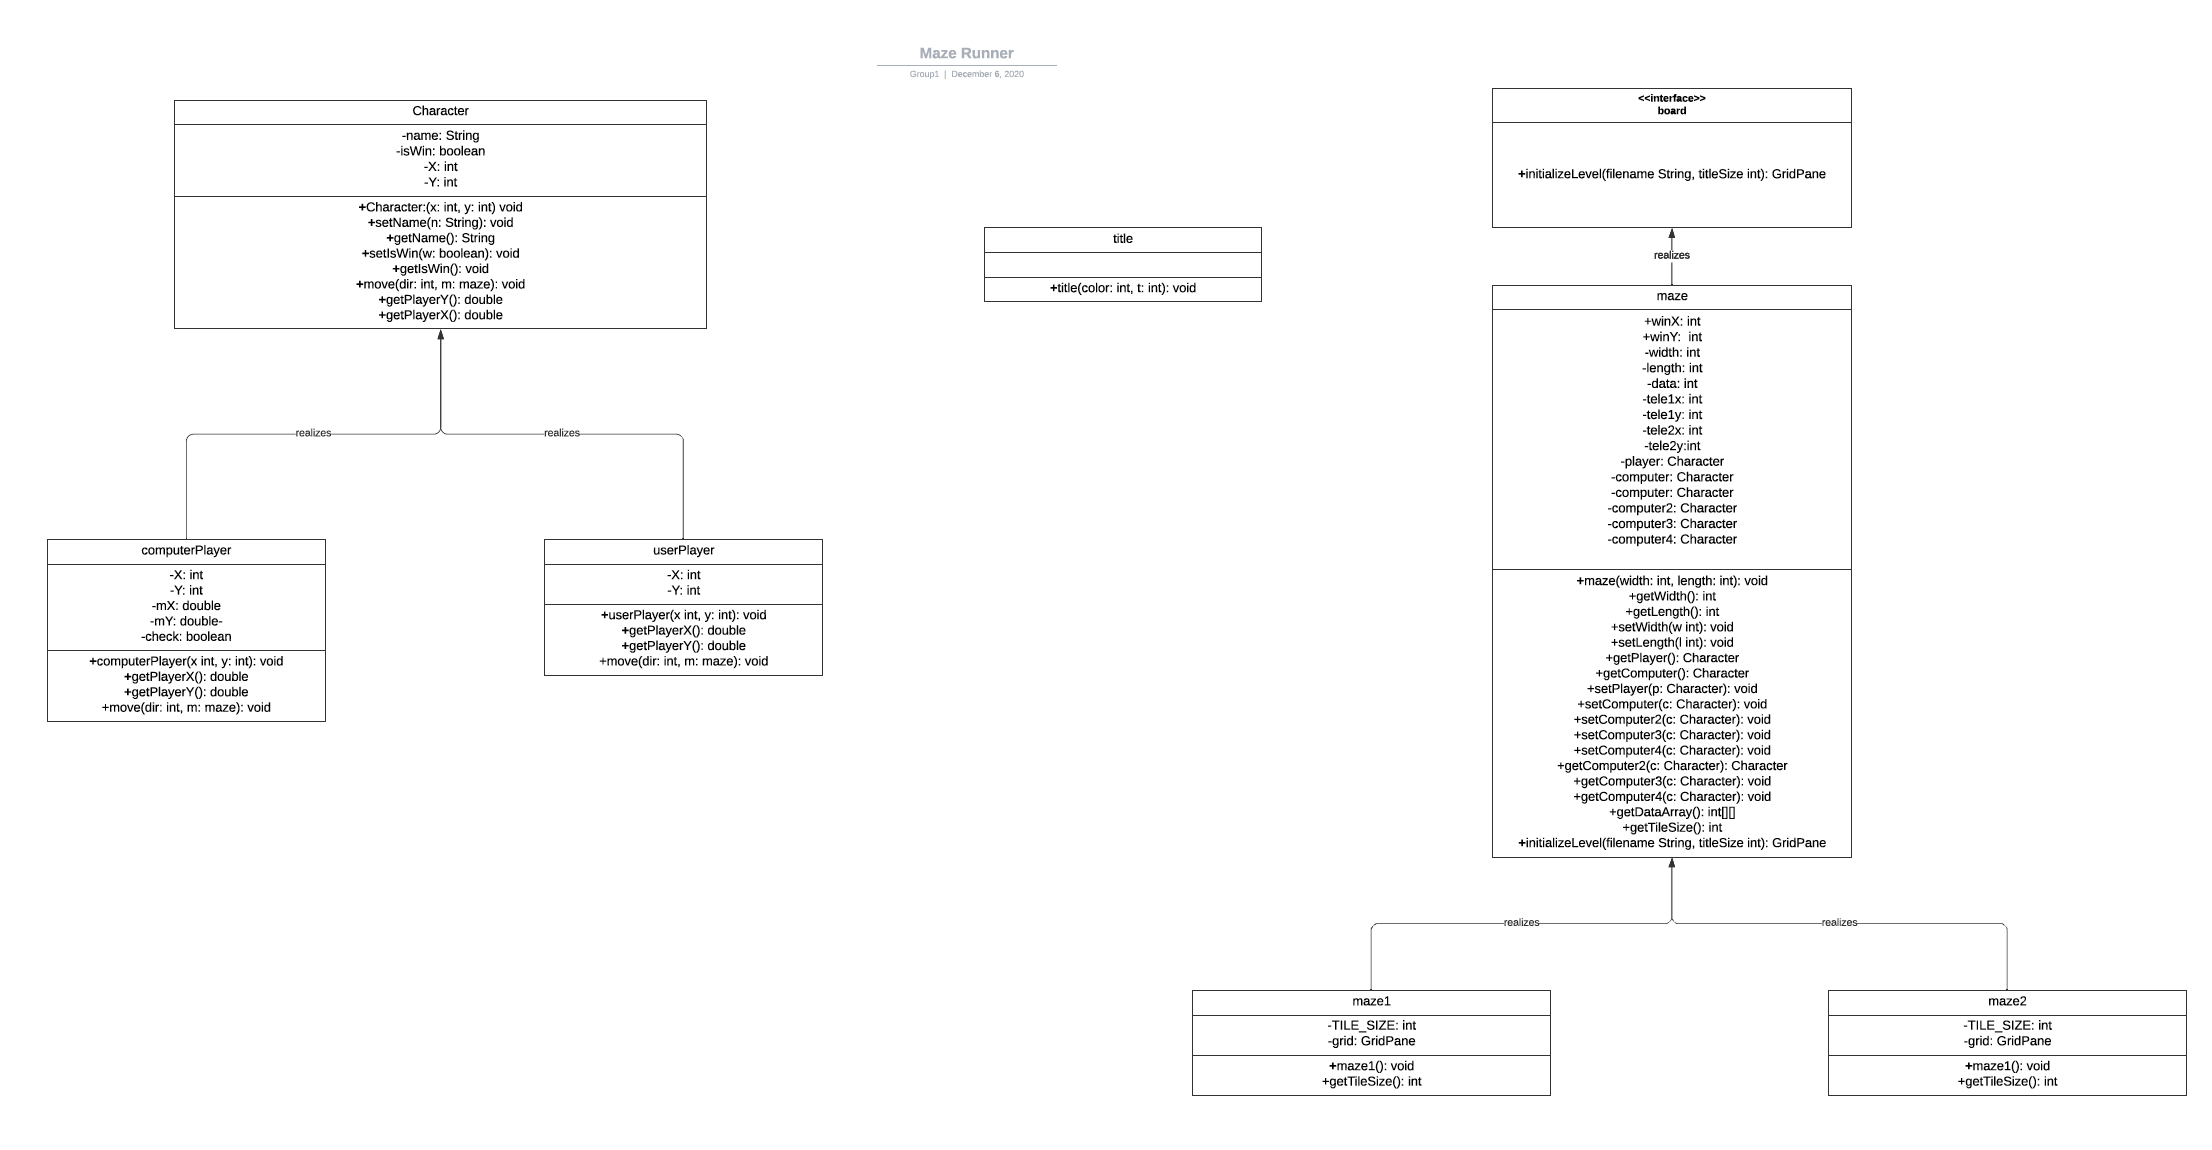 Maze Runner
Group1 | December 6, 2020
Character
-name: String
-isWin: boolean
-X: int
-Y: int
+Character:(x: int, y: int) void
+setName(n: String): void
+getName(): String
+setIsWin(w: boolean): void
+getIsWin(): void
+move(dir: int, m: maze): void
+getPlayerY(): double
+getPlayerX(): double
realizes
realizes
computerPlayer
-X: int
-Y: int
-mX: double
-mY: double-
-check: boolean
+computerPlayer(x int, y: int): void
+getPlayerX(): double
+getPlayerY(): double
+move(dir: int, m: maze): void
userPlayer
-X: int
-Y: int
+userPlayer(x int, y: int): void
+getPlayerX(): double
+getPlayerY(): double
+move(dir: int, m: maze): void
title
+title(color: int, t: int): void
<<interface>>
board
+initializeLevel(filename String, titleSize int): GridPane
realizes
maze
+winX: int
+winY:  int
-width: int
-length: int
-data: int
-tele1x: int
-tele1y: int
-tele2x: int
-tele2y:int
-player: Character
-computer: Character
-computer: Character
-computer2: Character
-computer3: Character
-computer4: Character
+maze(width: int, length: int): void
+getWidth(): int
+getLength(): int
+setWidth(w int): void
+setLength(l int): void
+getPlayer(): Character
+getComputer(): Character
+setPlayer(p: Character): void
+setComputer(c: Character): void
+setComputer2(c: Character): void
+setComputer3(c: Character): void
+setComputer4(c: Character): void
+getComputer2(c: Character): Character
+getComputer3(c: Character): void
+getComputer4(c: Character): void
+getDataArray(): int[][]
+getTileSize(): int
+initializeLevel(filename String, titleSize int): GridPane
realizes
realizes
maze1
-TILE_SIZE: int
-grid: GridPane
+maze1(): void
+getTileSize(): int
maze2
-TILE_SIZE: int
-grid: GridPane
+maze1(): void
+getTileSize(): int